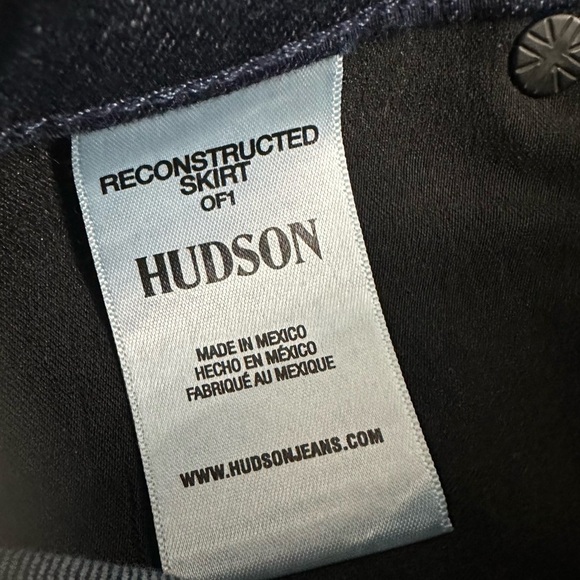 RECONSTRUCTED
SKIRT
OF1
HUDSON
MADE IN MEXICO
HECHO EN MÉXICO
FABRIQUÉ AU MEXIQUE
WWW.HUDSONJEANS.COM